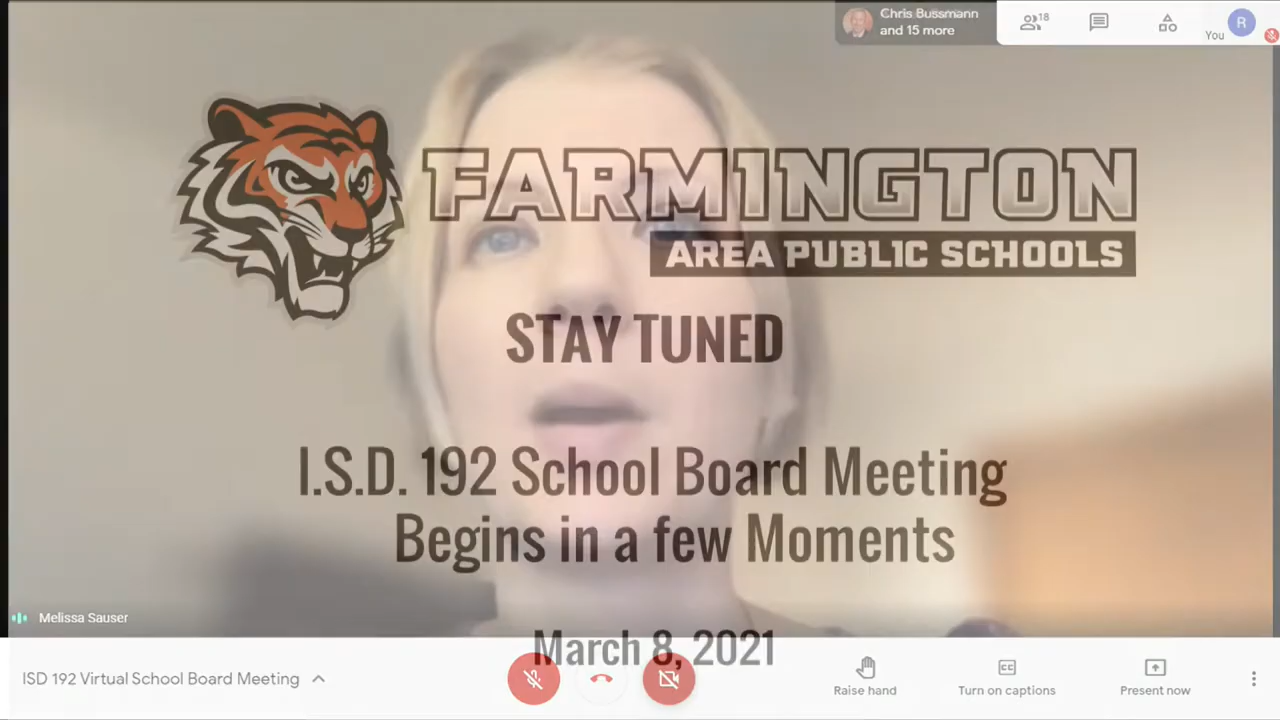 Chris Bussmann
and 15 more
18
You
R
FARMINGTON
AREA PUBLIC SCHOOLS
STAY TUNED
I.S.D. 192 School Board Meeting
Begins in a few Moments
Melissa Sauser
March 8, 2021
ISD 192 Virtual School Board Meeting
CC
Raise hand
Turn on captions
Present now